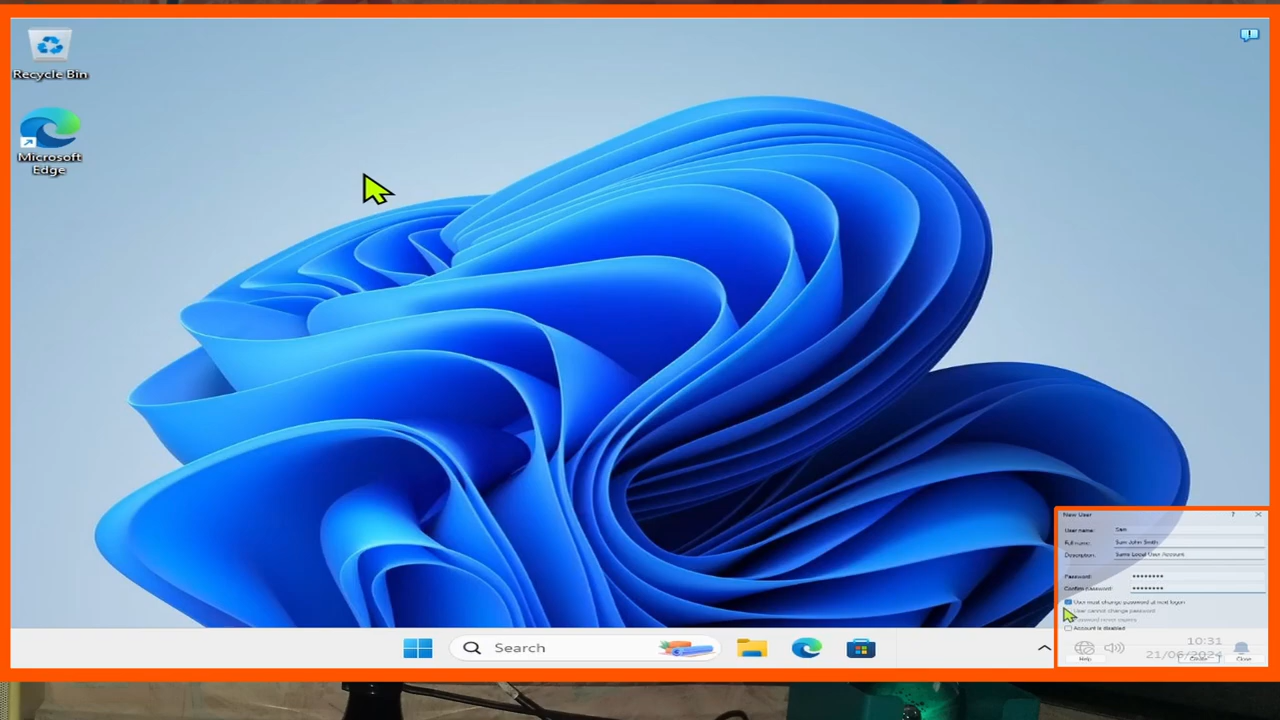 Recycle Bin
Microsoft
Edge
New User
User name: Sam
Full name: Sam John Smith
Description: Sams Local User Account
Password: ••••••••
Confirm password: ••••••••
User must change password at next logon
User cannot change password
Password never expires
Account is disabled
Search
10:31
21/06/2024
Help
Create
Close